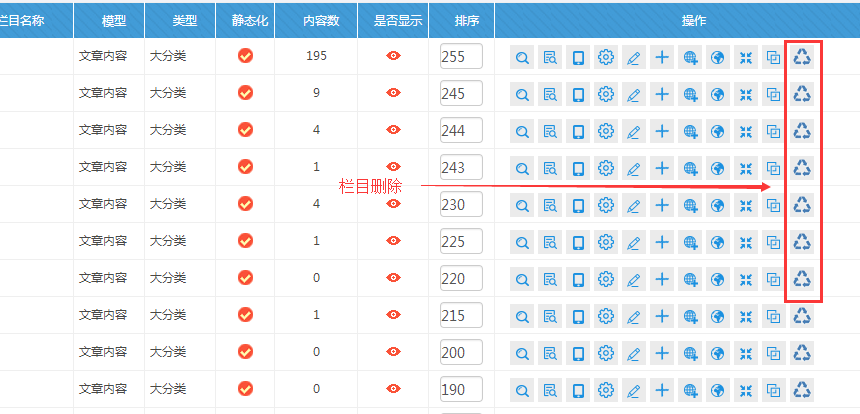 栏目名称 模型 类型 静态化 内容数 是否显示 排序 操作
文章内容 大分类 195 255
文章内容 大分类 9 245
文章内容 大分类 4 244
文章内容 大分类 1 243
栏目删除
文章内容 大分类 4 230
文章内容 大分类 1 225
文章内容 大分类 0 220
文章内容 大分类 1 215
文章内容 大分类 0 200
文章内容 大分类 0 190